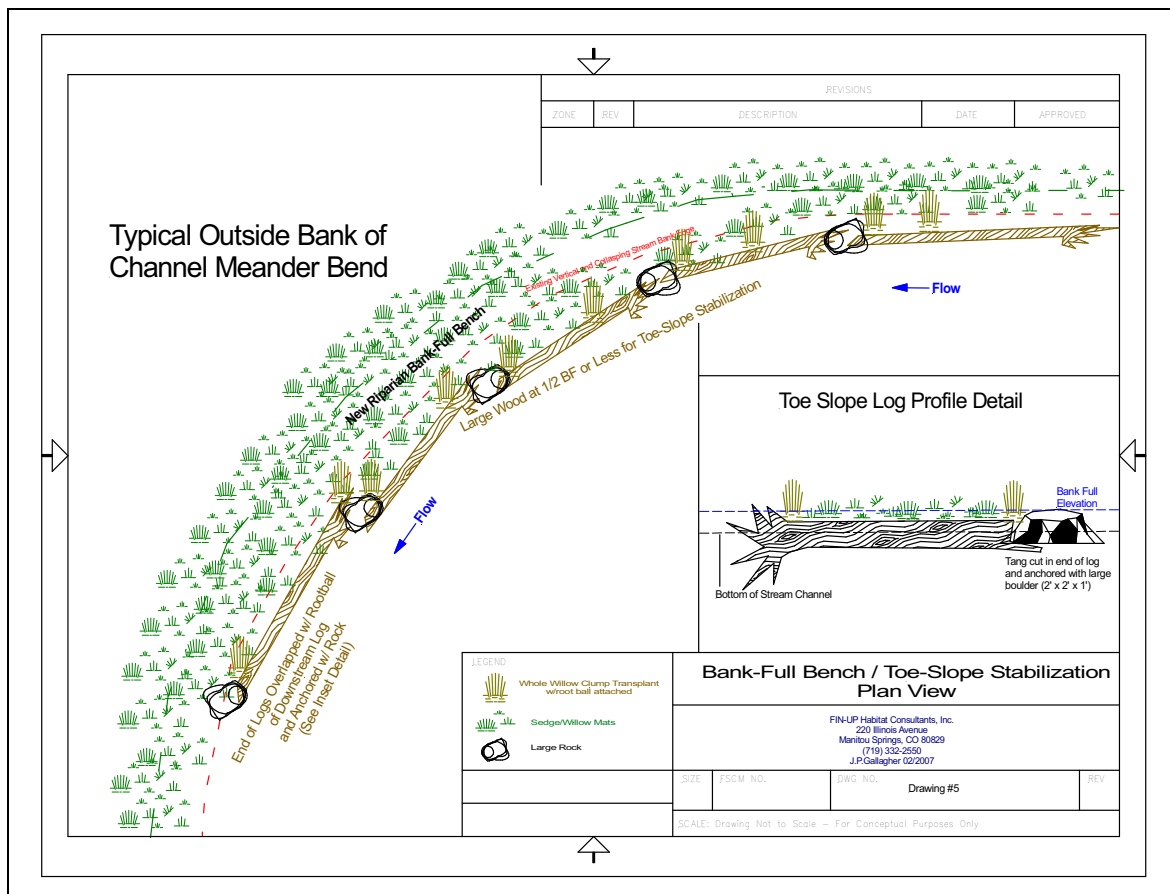 REVISIONS
ZONE REV DESCRIPTION DATE APPROVED
Typical Outside Bank of
Channel Meander Bend
Existing Vertical and Collasping Stream Bank Edge
New Riparian Bank-Full Bench
Large Wood at 1/2 BF or Less for Toe-Slope Stabilization
Flow
Flow
End of Logs Overlapped w/ Rootball
of Downstream Log
and Anchored w/ Rock
(See Inset Detail)
Toe Slope Log Profile Detail
Bank Full
Elevation
Bottom of Stream Channel
Tang cut in end of log
and anchored with large
boulder (2' x 2' x 1')
LEGEND
Whole Willow Clump Transplant
w/root ball attached
Sedge/Willow Mats
Large Rock
Bank-Full Bench / Toe-Slope Stabilization
Plan View
FIN-UP Habitat Consultants, Inc.
220 Illinois Avenue
Manitou Springs, CO 80829
(719) 332-2550
J.P.Gallagher 02/2007
SIZE FSCM NO. DWG NO. REV
Drawing #5
SCALE: Drawing Not to Scale - For Conceptual Purposes Only